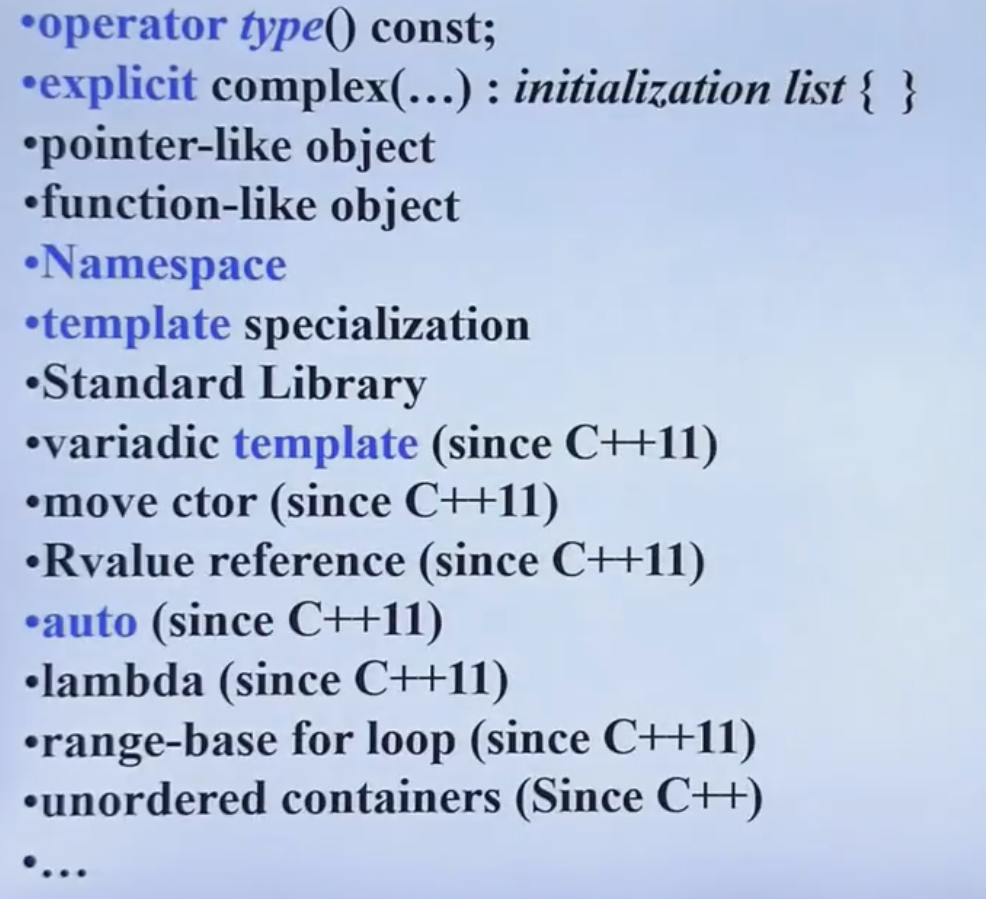 •operator type() const;
•explicit complex(…) : initialization list { }
•pointer-like object
•function-like object
•Namespace
•template specialization
•Standard Library
•variadic template (since C++11)
•move ctor (since C++11)
•Rvalue reference (since C++11)
•auto (since C++11)
•lambda (since C++11)
•range-base for loop (since C++11)
•unordered containers (Since C++)
•…